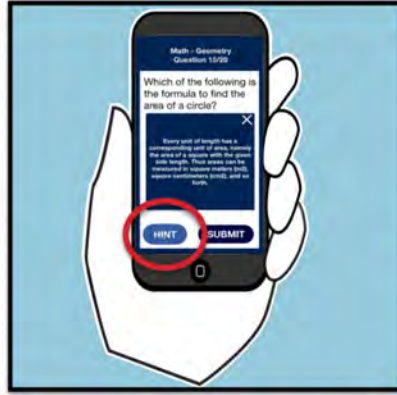 Math - Geometry
Question 15/20
Which of the following is
the formula to find the
area of a circle?
Every unit of length has a
corresponding unit of area, namely
the area of a square with the given
side length. Thus areas can be
measured in square meters (m2),
square centimeters (cm2), and so
forth.
HINT SUBMIT